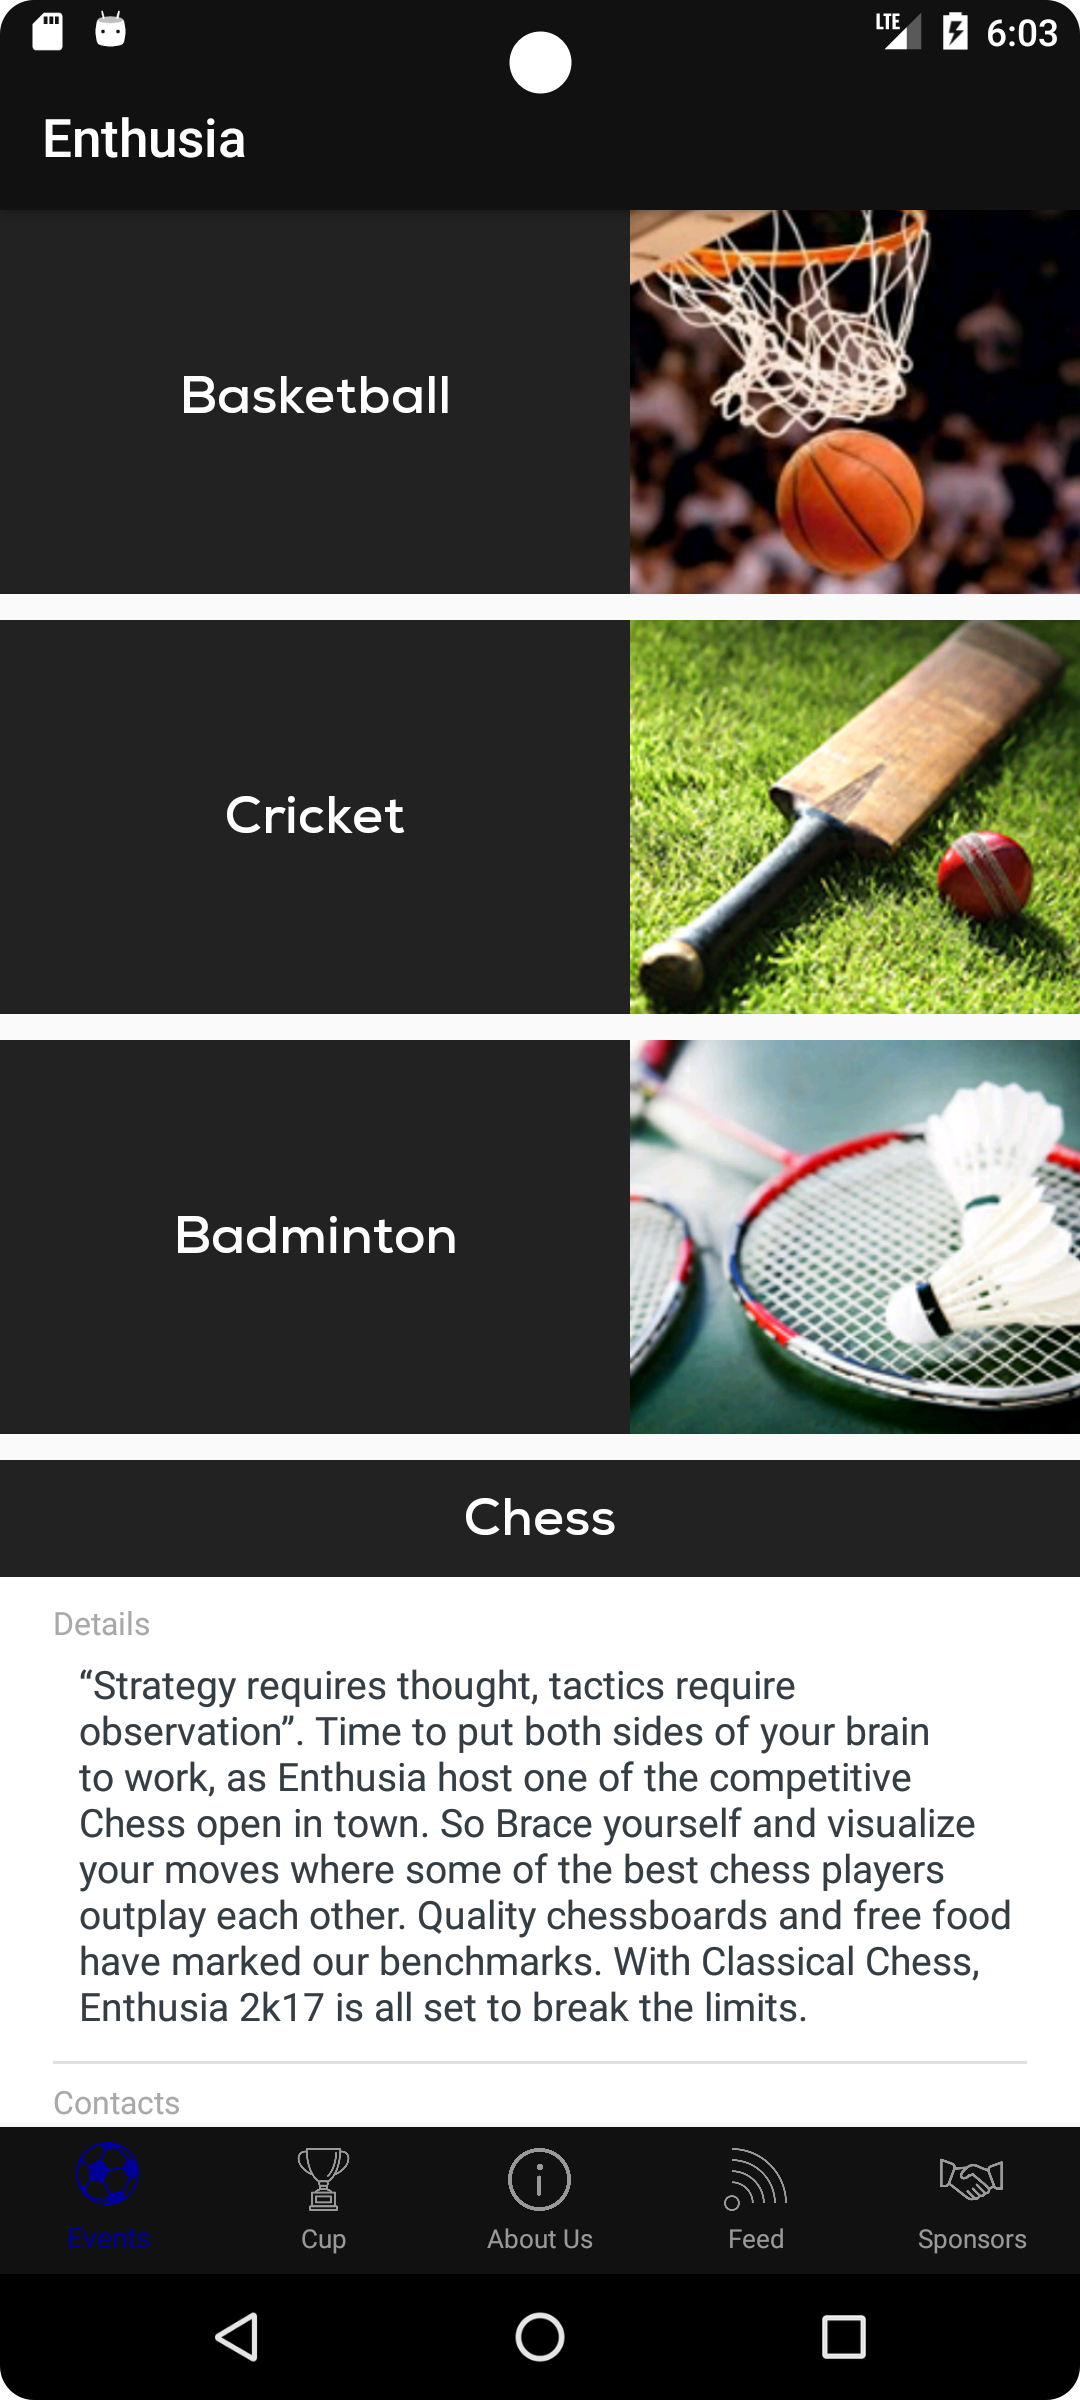 LTE 6:03
Enthusia
Basketball
Cricket
Badminton
Chess
Details
“Strategy requires thought, tactics require
observation”. Time to put both sides of your brain
to work, as Enthusia host one of the competitive
Chess open in town. So Brace yourself and visualize
your moves where some of the best chess players
outplay each other. Quality chessboards and free food
have marked our benchmarks. With Classical Chess,
Enthusia 2k17 is all set to break the limits.
Contacts
Events Cup About Us Feed Sponsors